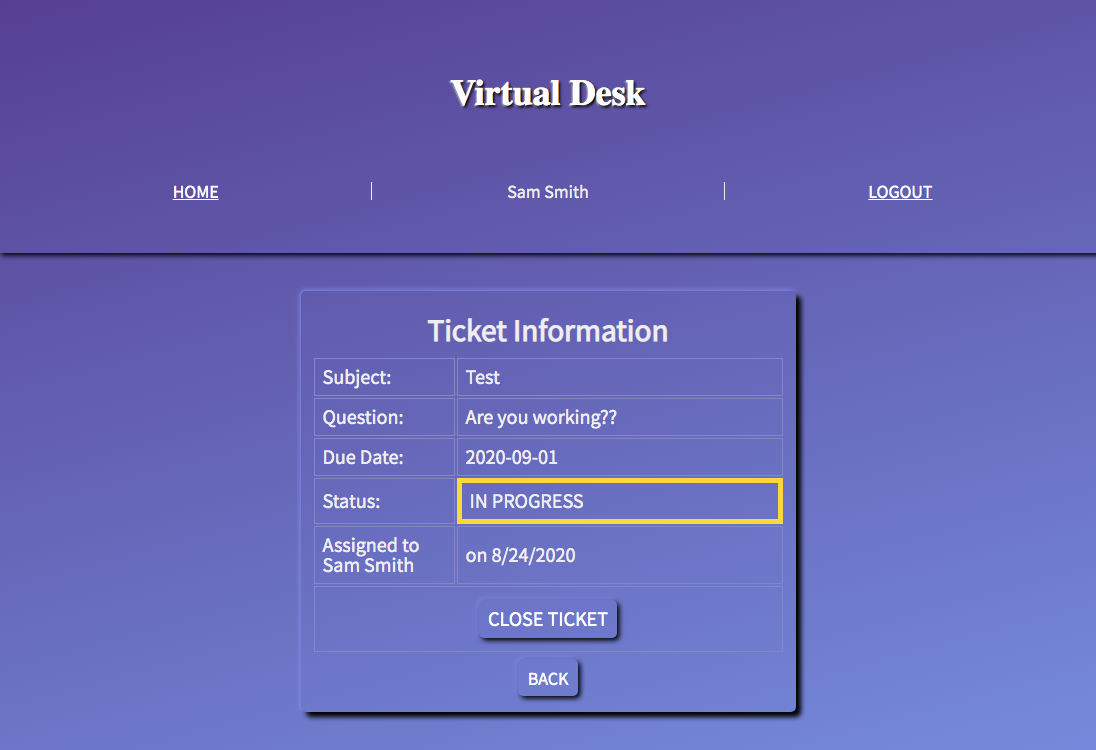 Virtual Desk
HOME
Sam Smith
LOGOUT
Ticket Information
Subject: Test
Question: Are you working??
Due Date: 2020-09-01
Status: IN PROGRESS
Assigned to
Sam Smith
on 8/24/2020
CLOSE TICKET
BACK